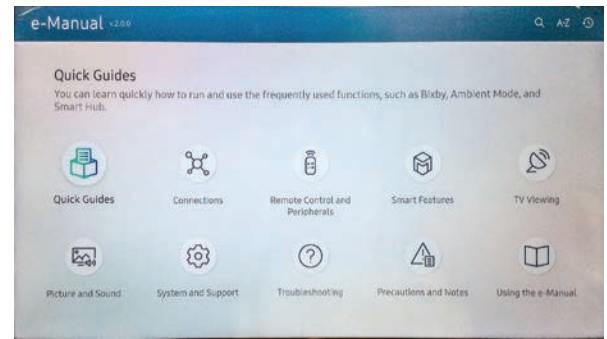 e-Manual v2.0.0
A-Z
Quick Guides
You can learn quickly how to run and use the frequently used functions, such as Bixby, Ambient Mode, and
Smart Hub.
Quick Guides
Connections
Remote Control and
Peripherals
Smart Features
TV Viewing
Picture and Sound
System and Support
Troubleshooting
Precautions and Notes
Using the e-Manual